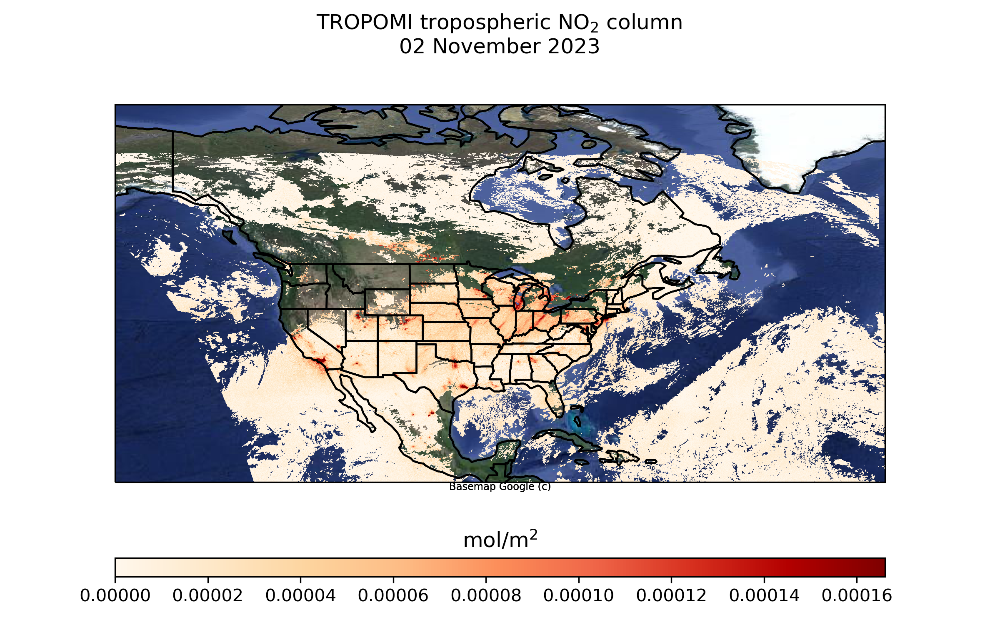 TROPOMI tropospheric NO₂ column
02 November 2023
Basemap Google (c)
mol/m²
0.00000 0.00002 0.00004 0.00006 0.00008 0.00010 0.00012 0.00014 0.00016